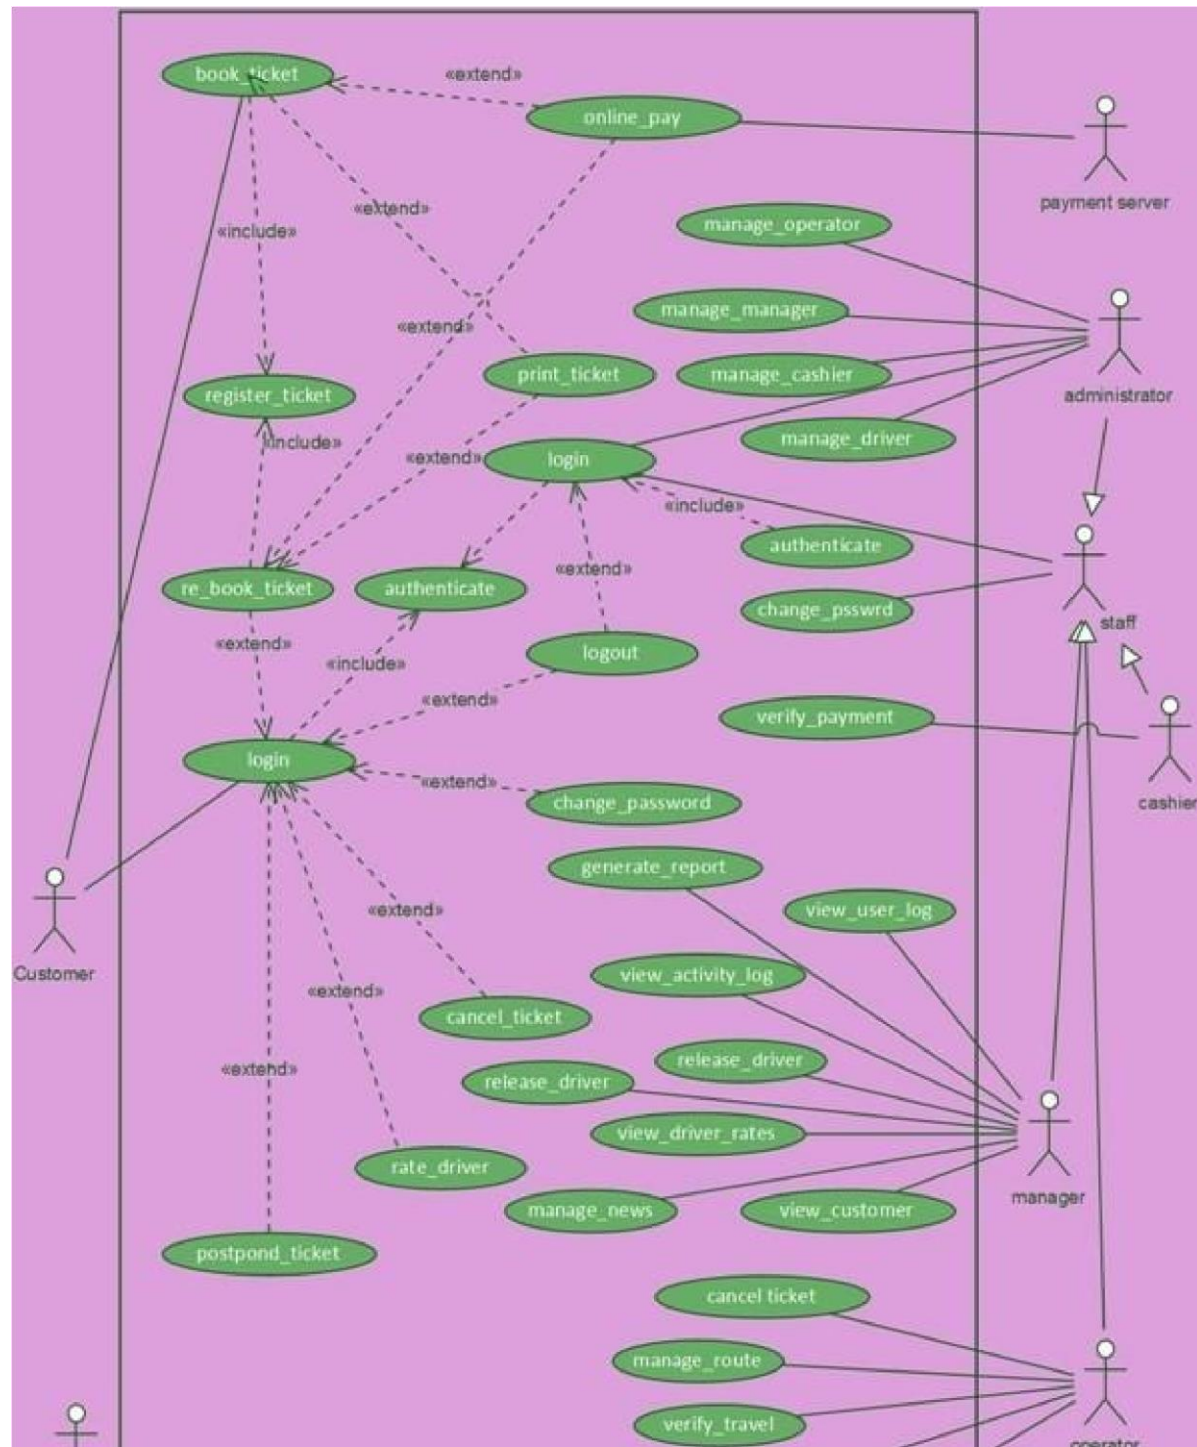 book_ticket
«extend»
online_pay
payment server
«extend»
manage_operator
«include»
manage_manager
«extend»
print_ticket
manage_cashier
administrator
register_ticket
«include»
manage_driver
«extend»
login
«include»
authenticate
«extend»
re_book_ticket
authenticate
change_psswrd
staff
«extend»
logout
«include»
«extend»
verify_payment
login
«extend»
change_password
cashier
generate_report
view_user_log
«extend»
Customer
view_activity_log
«extend»
cancel_ticket
release_driver
«extend»
release_driver
view_driver_rates
rate_driver
manager
manage_news
view_customer
postpond_ticket
cancel ticket
manage_route
verify_travel
operator